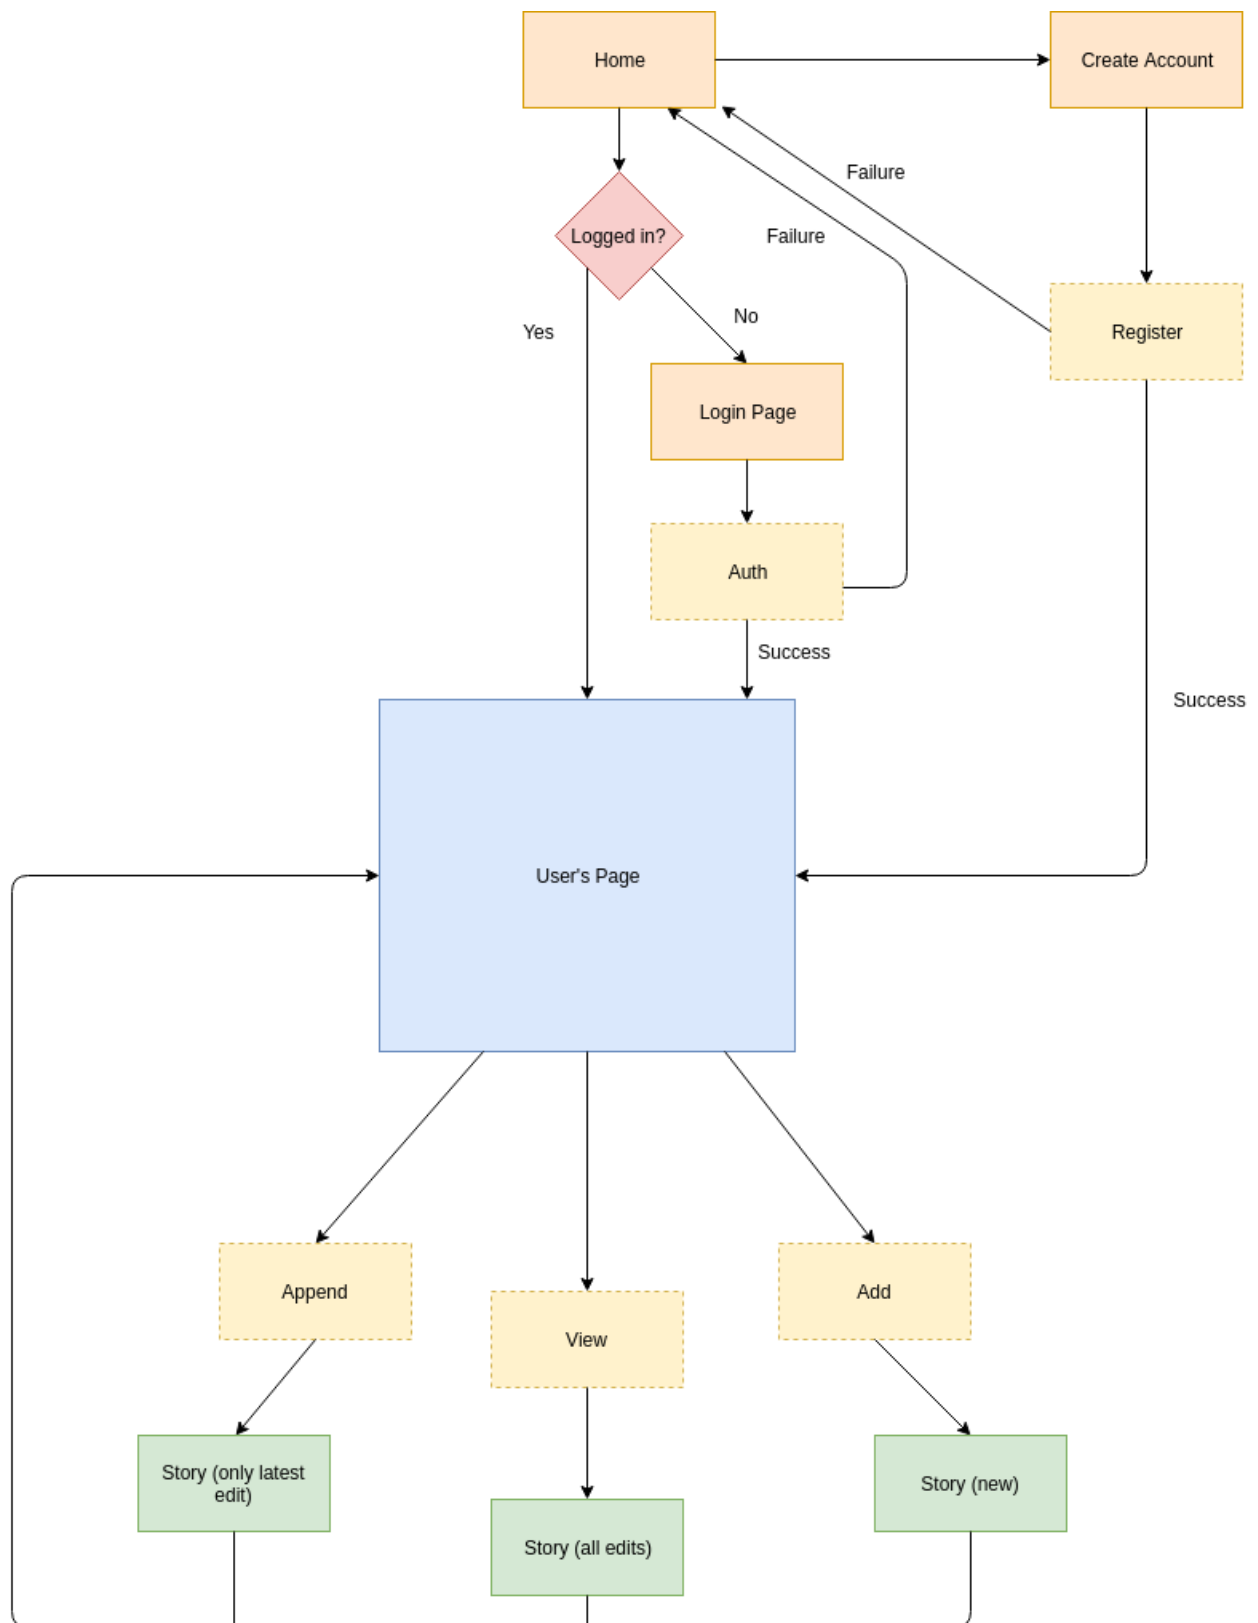 Home
Create Account
Failure
Logged in?
Failure
No
Yes
Register
Login Page
Auth
Success
Success
User's Page
Append
View
Add
Story (only latest
edit)
Story (all edits)
Story (new)